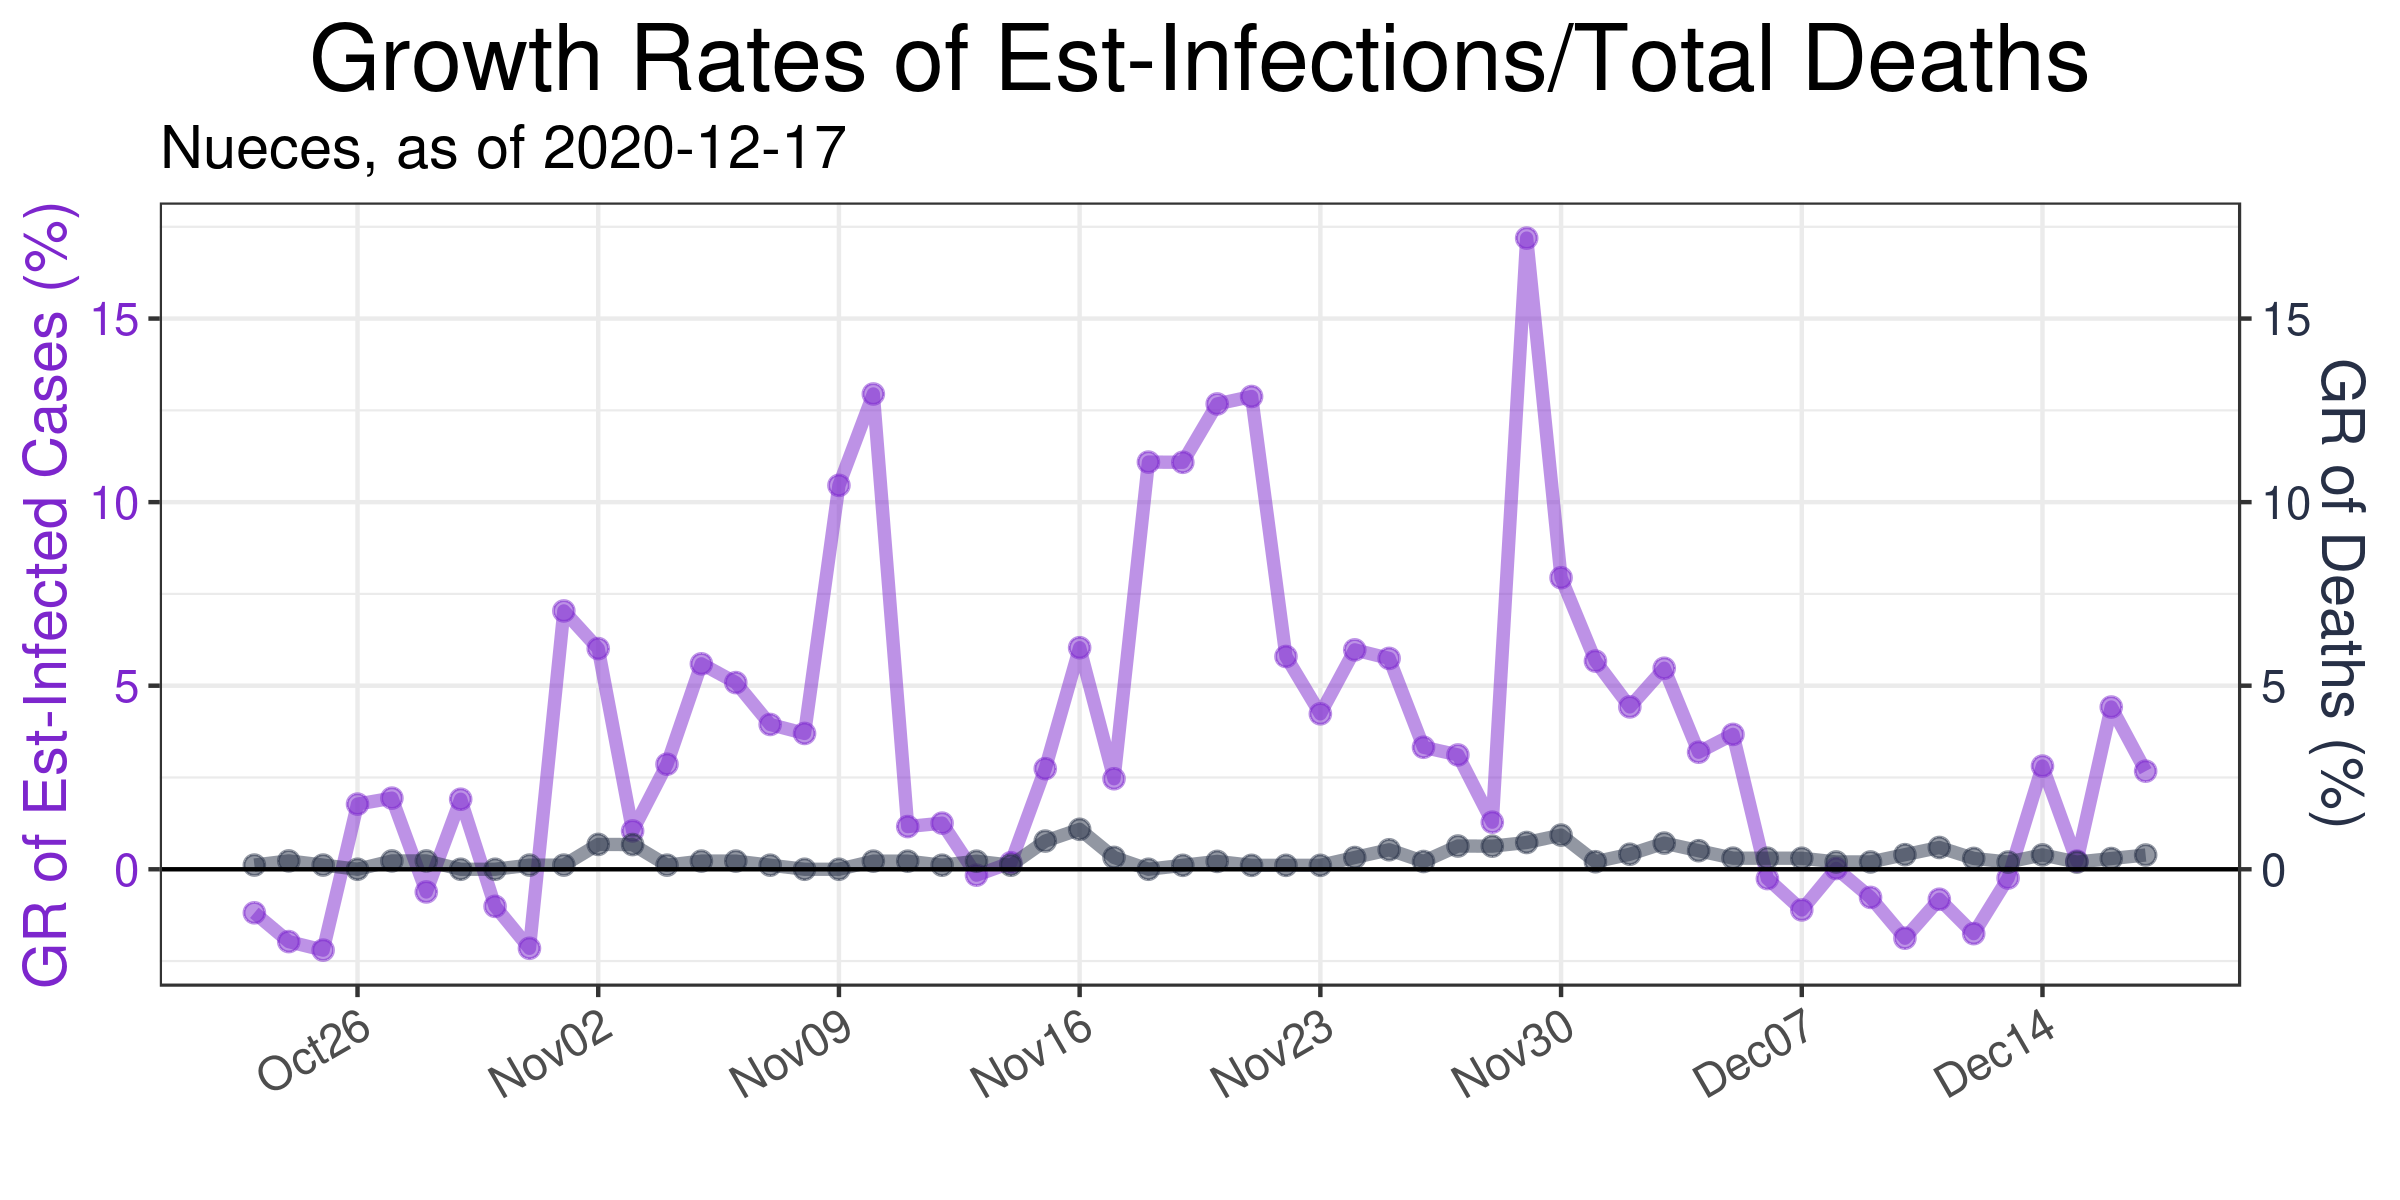 Growth Rates of Est-Infections/Total Deaths
Nueces, as of 2020-12-17
GR of Est-Infected Cases (%)
15
10
5
0
15
10
5
0
GR of Deaths (%)
Oct26
Nov02
Nov09
Nov16
Nov23
Nov30
Dec07
Dec14